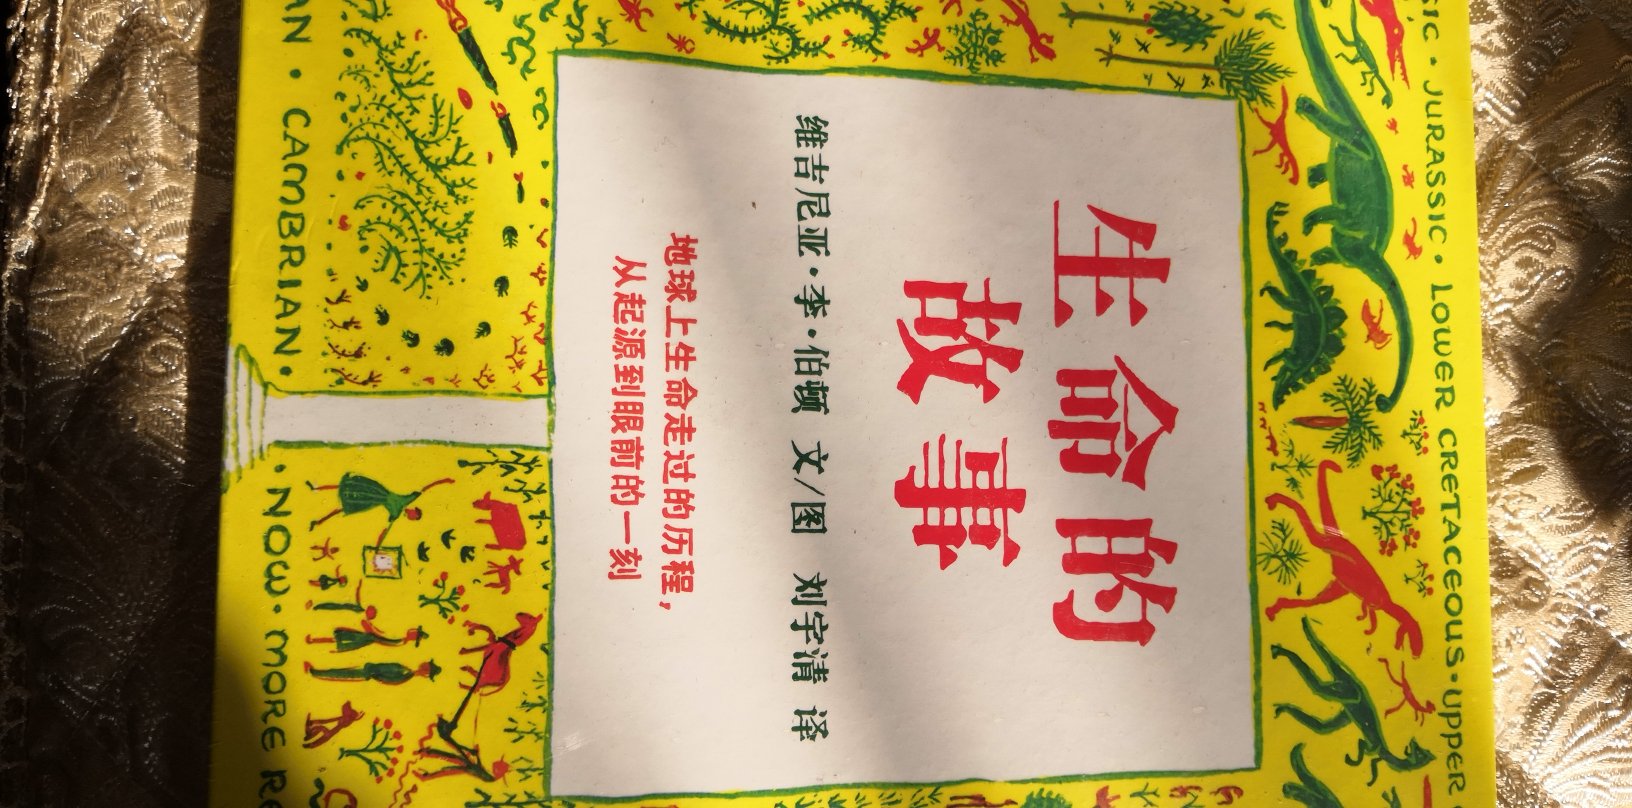 JURASSIC • LOWER CRETACEOUS • UPPER
生命的
故事
维吉尼亚·李·伯顿 文/图 刘宇清 译
地球上生命走过的历程，
从起源到眼前的一刻
• CAMBRIAN •
• NOW • MORE